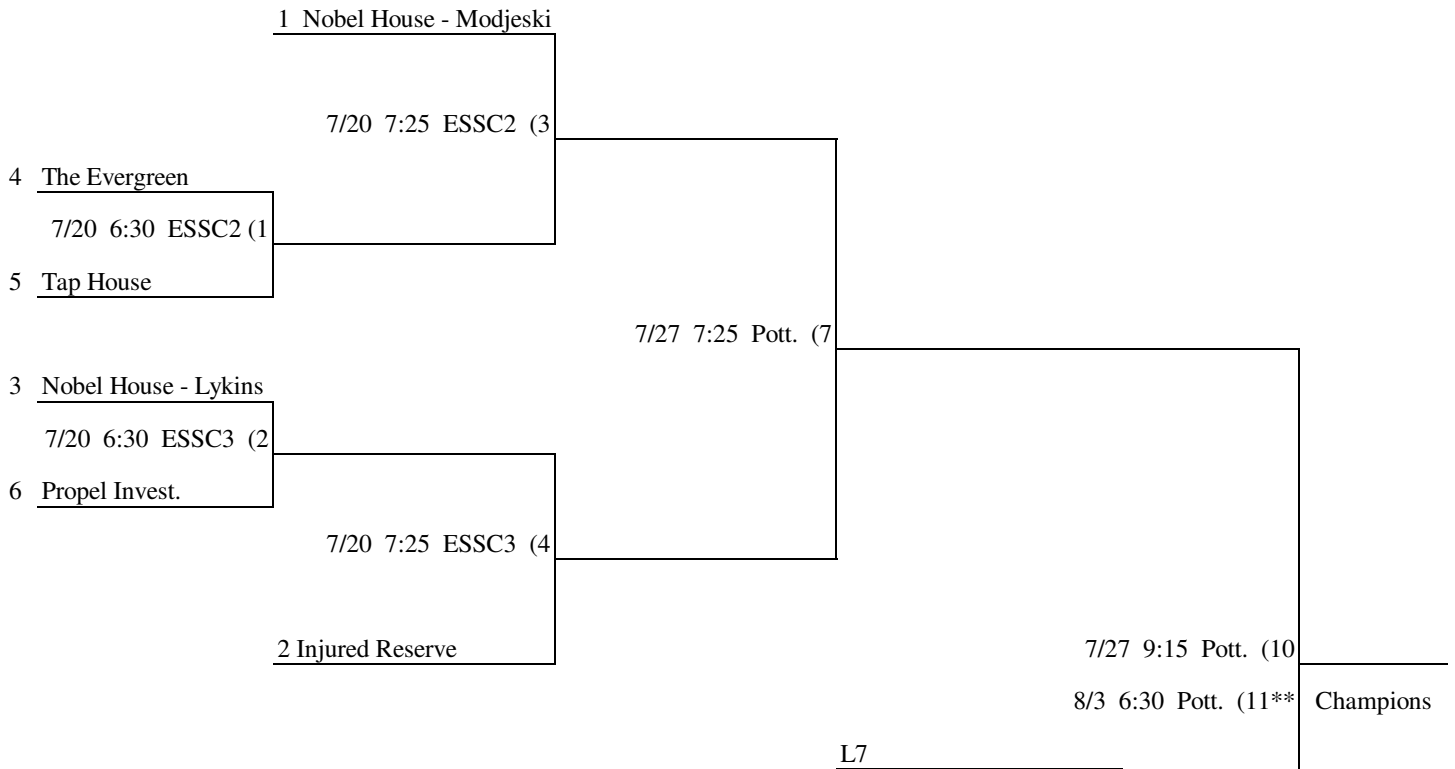 1 Nobel House - Modjeski
7/20 7:25 ESSC2 (3
4 The Evergreen
7/20 6:30 ESSC2 (1
5 Tap House
7/27 7:25 Pott. (7
3 Nobel House - Lykins
7/20 6:30 ESSC3 (2
6 Propel Invest.
7/20 7:25 ESSC3 (4
2 Injured Reserve
7/27 9:15 Pott. (10
8/3 6:30 Pott. (11** Champions
L7